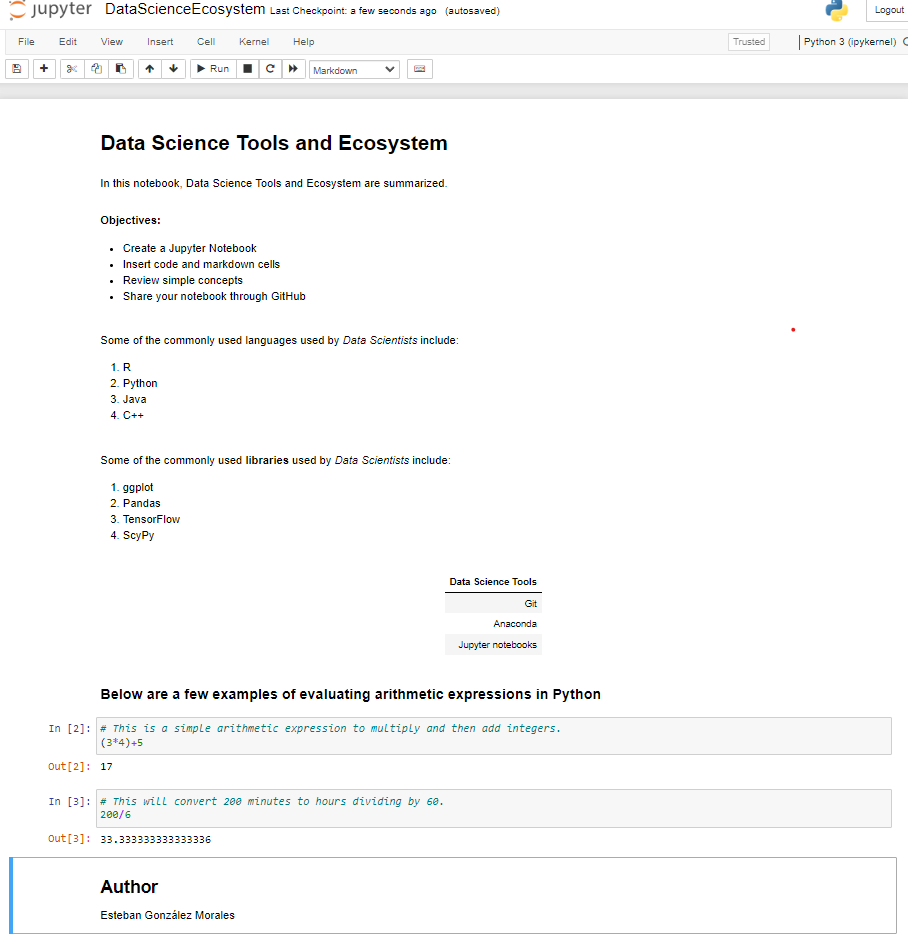 jupyter DataScienceEcosystem Last Checkpoint: a few seconds ago (autosaved) Logout
File Edit View Insert Cell Kernel Help Trusted Python 3 (ipykernel)
Run Markdown
Data Science Tools and Ecosystem
In this notebook, Data Science Tools and Ecosystem are summarized.
Objectives:
• Create a Jupyter Notebook
• Insert code and markdown cells
• Review simple concepts
• Share your notebook through GitHub
Some of the commonly used languages used by Data Scientists include:
1. R
2. Python
3. Java
4. C++
Some of the commonly used libraries used by Data Scientists include:
1. ggplot
2. Pandas
3. TensorFlow
4. ScyPy
Data Science Tools
Git
Anaconda
Jupyter notebooks
Below are a few examples of evaluating arithmetic expressions in Python
In [2]: # This is a simple arithmetic expression to multiply and then add integers.
(3*4)+5
Out[2]: 17
In [3]: # This will convert 200 minutes to hours dividing by 60.
200/6
Out[3]: 33.333333333333336
Author
Esteban González Morales